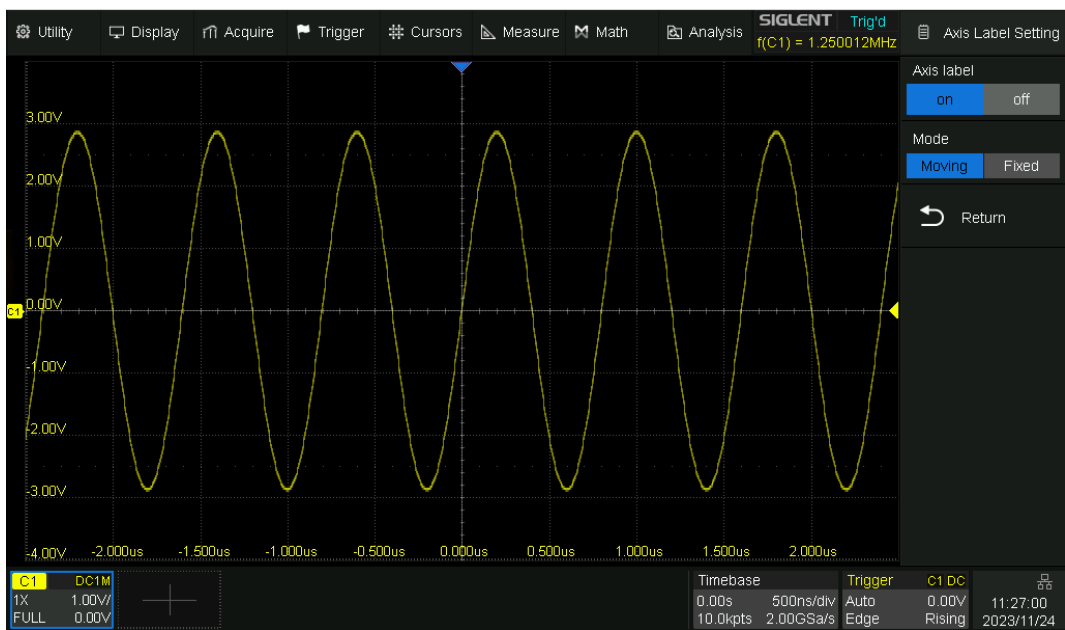 Utility Display Acquire Trigger Cursors Measure Math Analysis
SIGLENT Trig'd
f(C1) = 1.250012MHz
Axis Label Setting
Axis label
on off
Mode
Moving Fixed
Return
3.00V
2.00V
1.00V
C1 0.00V
-1.00V
-2.00V
-3.00V
-4.00V -2.000us -1.500us -1.000us -0.500us 0.000us 0.500us 1.000us 1.500us 2.000us
C1 DC1M
1X 1.00V/
FULL 0.00V
Timebase
0.00s 500ns/div
10.0kpts 2.00GSa/s
Trigger C1 DC
Auto 0.00V
Edge Rising
11:27:00
2023/11/24